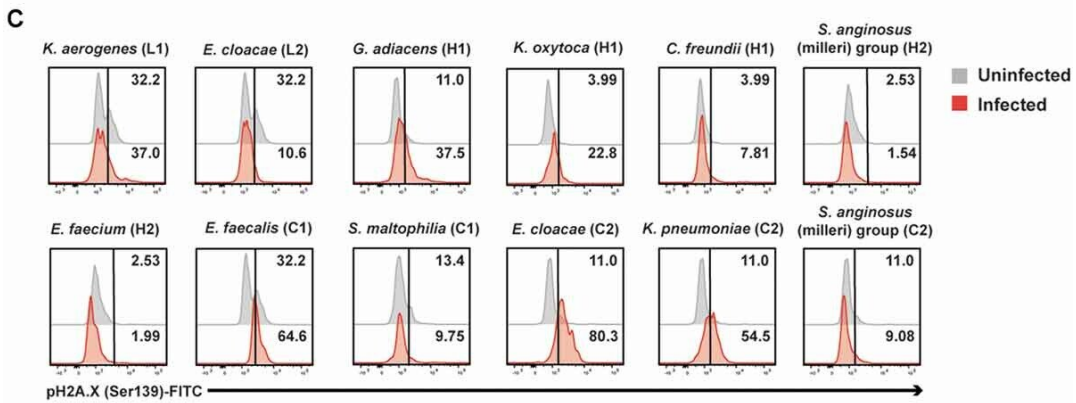 C
K. aerogenes (L1)
E. cloacae (L2)
G. adiacens (H1)
K. oxytoca (H1)
C. freundii (H1)
S. anginosus
(milleri) group (H2)
32.2
32.2
11.0
3.99
3.99
2.53
Uninfected
Infected
37.0
10.6
37.5
22.8
7.81
1.54
E. faecium (H2)
E. faecalis (C1)
S. maltophilia (C1)
E. cloacae (C2)
K. pneumoniae (C2)
S. anginosus
(milleri) group (C2)
2.53
32.2
13.4
11.0
11.0
11.0
1.99
64.6
9.75
80.3
54.5
9.08
pH2A.X (Ser139)-FITC